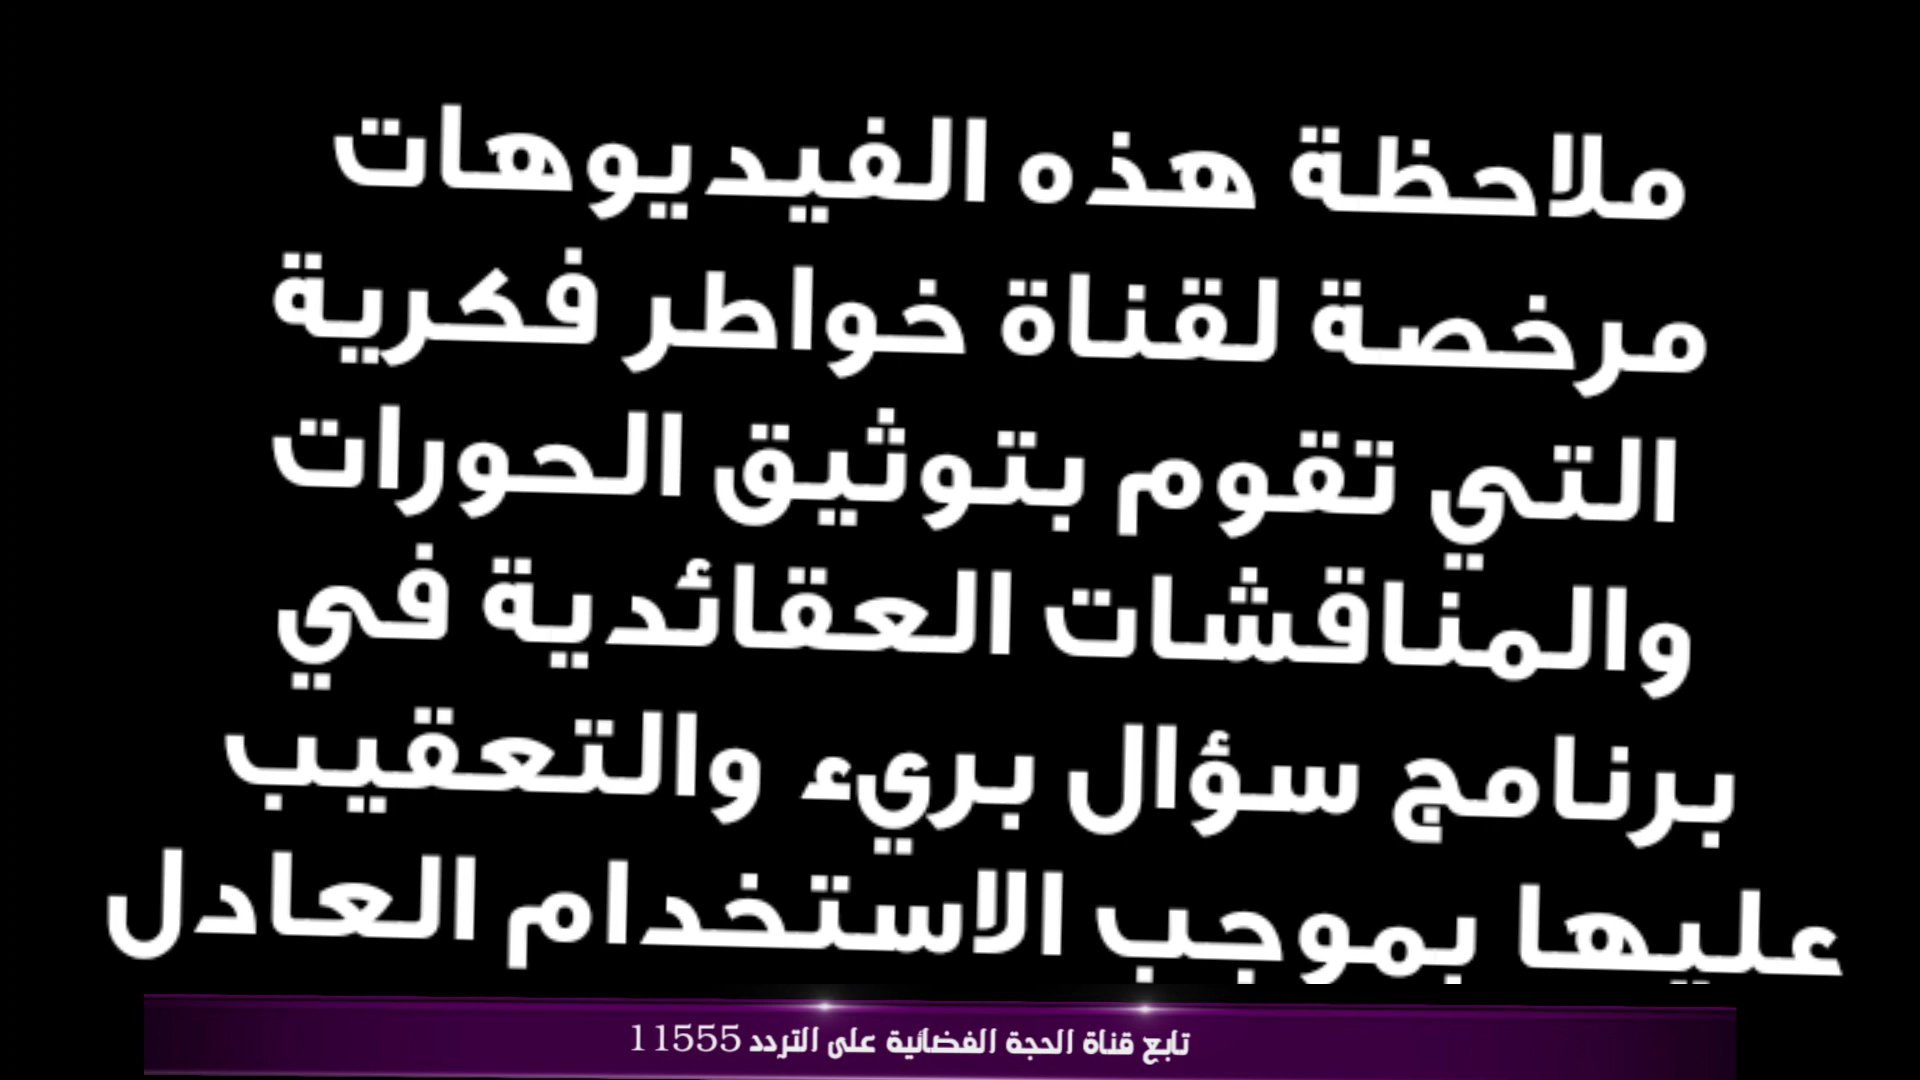 ملاحظة هذه الفيديوهات
مرخصة لقناة خواطر فكرية
التي تقوم بتوثيق الحورات
والمناقشات العقائدية في
برنامج سؤال بريء والتعقيب
عليها بموجب الاستخدام العادل
تابع قناة الحجة الفضائية على التردد 11555